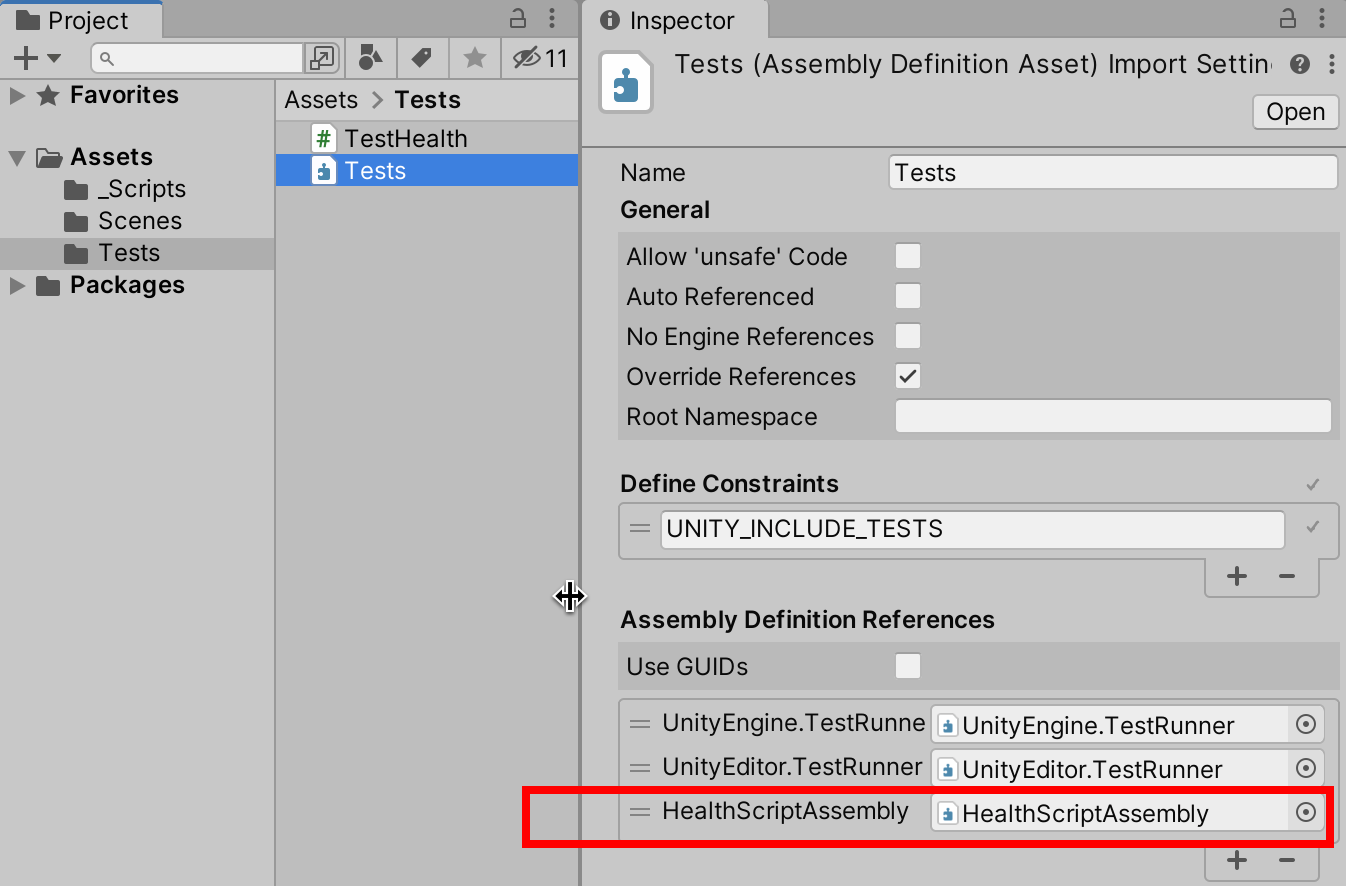 Project
11
Favorites
Assets
_Scripts
Scenes
Tests
Packages
Assets > Tests
TestHealth
Tests
Inspector
Tests (Assembly Definition Asset) Import Settin
Open
Name Tests
General
Allow 'unsafe' Code
Auto Referenced
No Engine References
Override References
Root Namespace
Define Constraints
UNITY_INCLUDE_TESTS
Assembly Definition References
Use GUIDs
UnityEngine.TestRunne UnityEngine.TestRunner
UnityEditor.TestRunner UnityEditor.TestRunner
HealthScriptAssembly HealthScriptAssembly